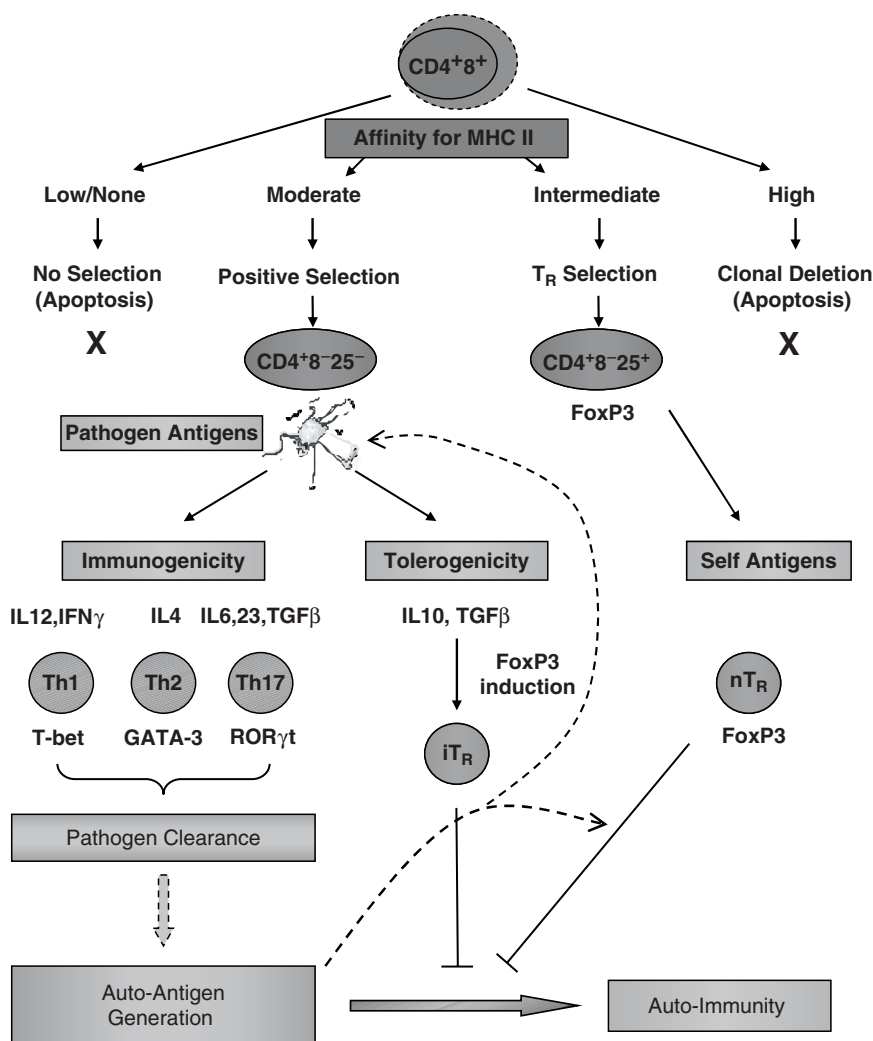 CD4⁺8⁺
Affinity for MHC II
Low/None
Moderate
Intermediate
High
No Selection
(Apoptosis)
X
Positive Selection
T_R Selection
Clonal Deletion
(Apoptosis)
X
CD4⁺8⁻25⁻
CD4⁺8⁻25⁺
FoxP3
Pathogen Antigens
Immunogenicity
Tolerogenicity
Self Antigens
IL12,IFNγ
IL4
IL6,23,TGFβ
IL10, TGFβ
FoxP3
induction
Th1
Th2
Th17
nT_R
T-bet
GATA-3
RORγt
iT_R
FoxP3
Pathogen Clearance
Auto-Antigen
Generation
Auto-Immunity